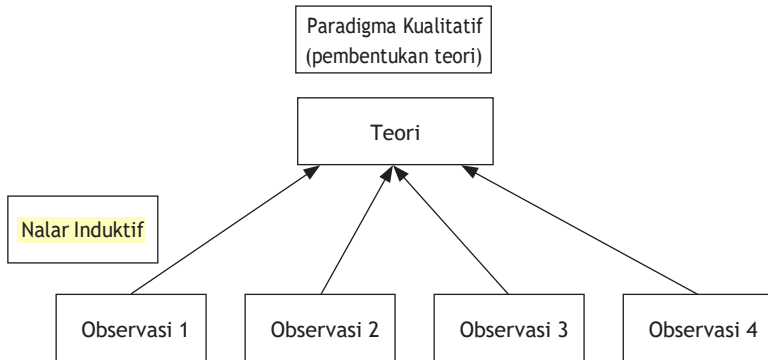 Paradigma Kualitatif
(pembentukan teori)
Teori
Nalar Induktif
Observasi 1
Observasi 2
Observasi 3
Observasi 4